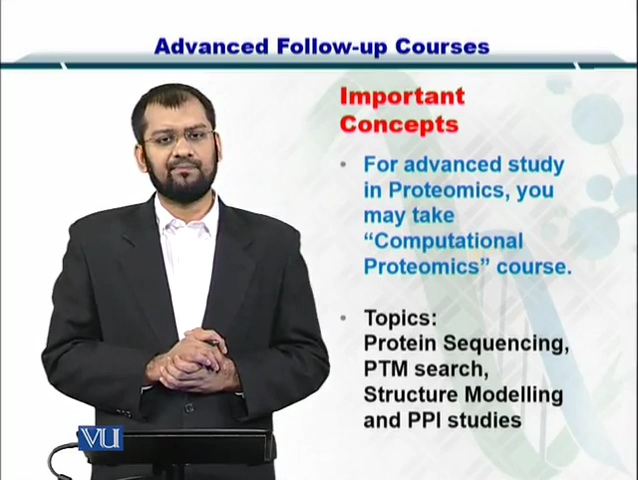 Advanced Follow-up Courses
Important
Concepts
• For advanced study
in Proteomics, you
may take
“Computational
Proteomics” course.
• Topics:
Protein Sequencing,
PTM search,
Structure Modelling
and PPI studies
VU